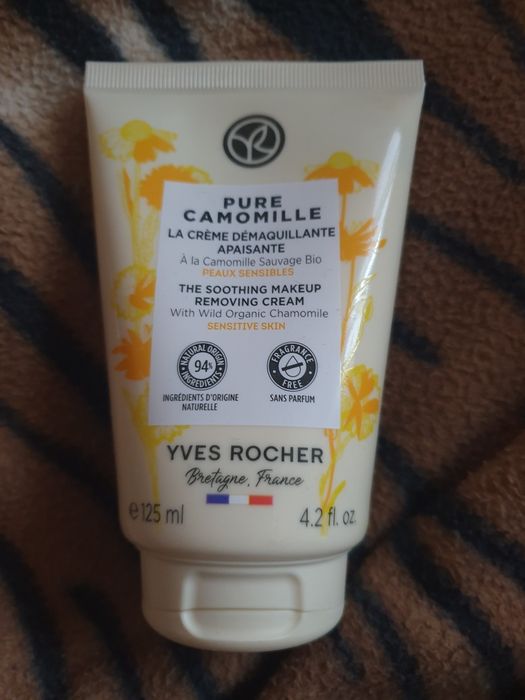 PURE
CAMOMILLE
LA CRÈME DÉMAQUILLANTE
APAISANTE
À la Camomille Sauvage Bio
PEAUX SENSIBLES
THE SOOTHING MAKEUP
REMOVING CREAM
With Wild Organic Chamomile
SENSITIVE SKIN
NATURAL ORIGIN
94%
INGREDIENTS
INGRÉDIENTS D'ORIGINE
NATURELLE
FRAGRANCE
FREE
SANS PARFUM
YVES ROCHER
Bretagne, France
e 125 ml
4.2 fl. oz.